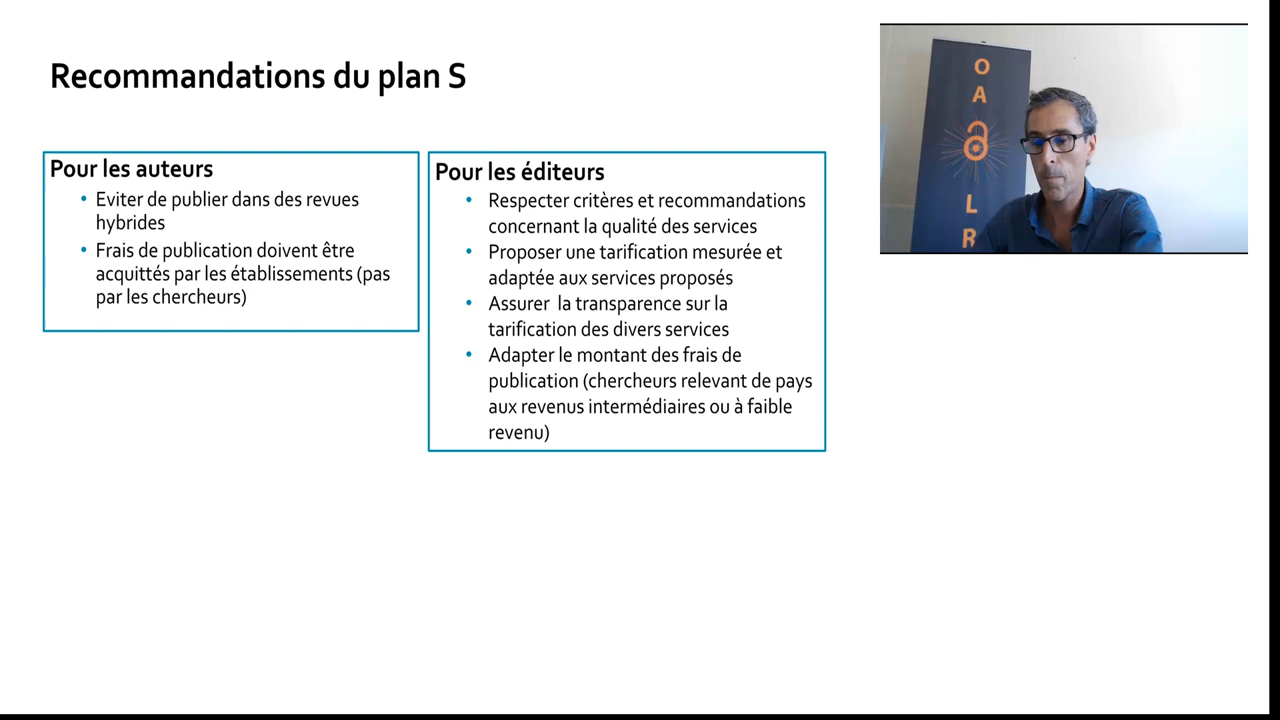 Recommandations du plan S
Pour les auteurs
• Eviter de publier dans des revues
hybrides
• Frais de publication doivent être
acquittés par les établissements (pas
par les chercheurs)
Pour les éditeurs
• Respecter critères et recommandations
concernant la qualité des services
• Proposer une tarification mesurée et
adaptée aux services proposés
• Assurer  la transparence sur la
tarification des divers services
• Adapter le montant des frais de
publication (chercheurs relevant de pays
aux revenus intermédiaires ou à faible
revenu)
O
A
L
R